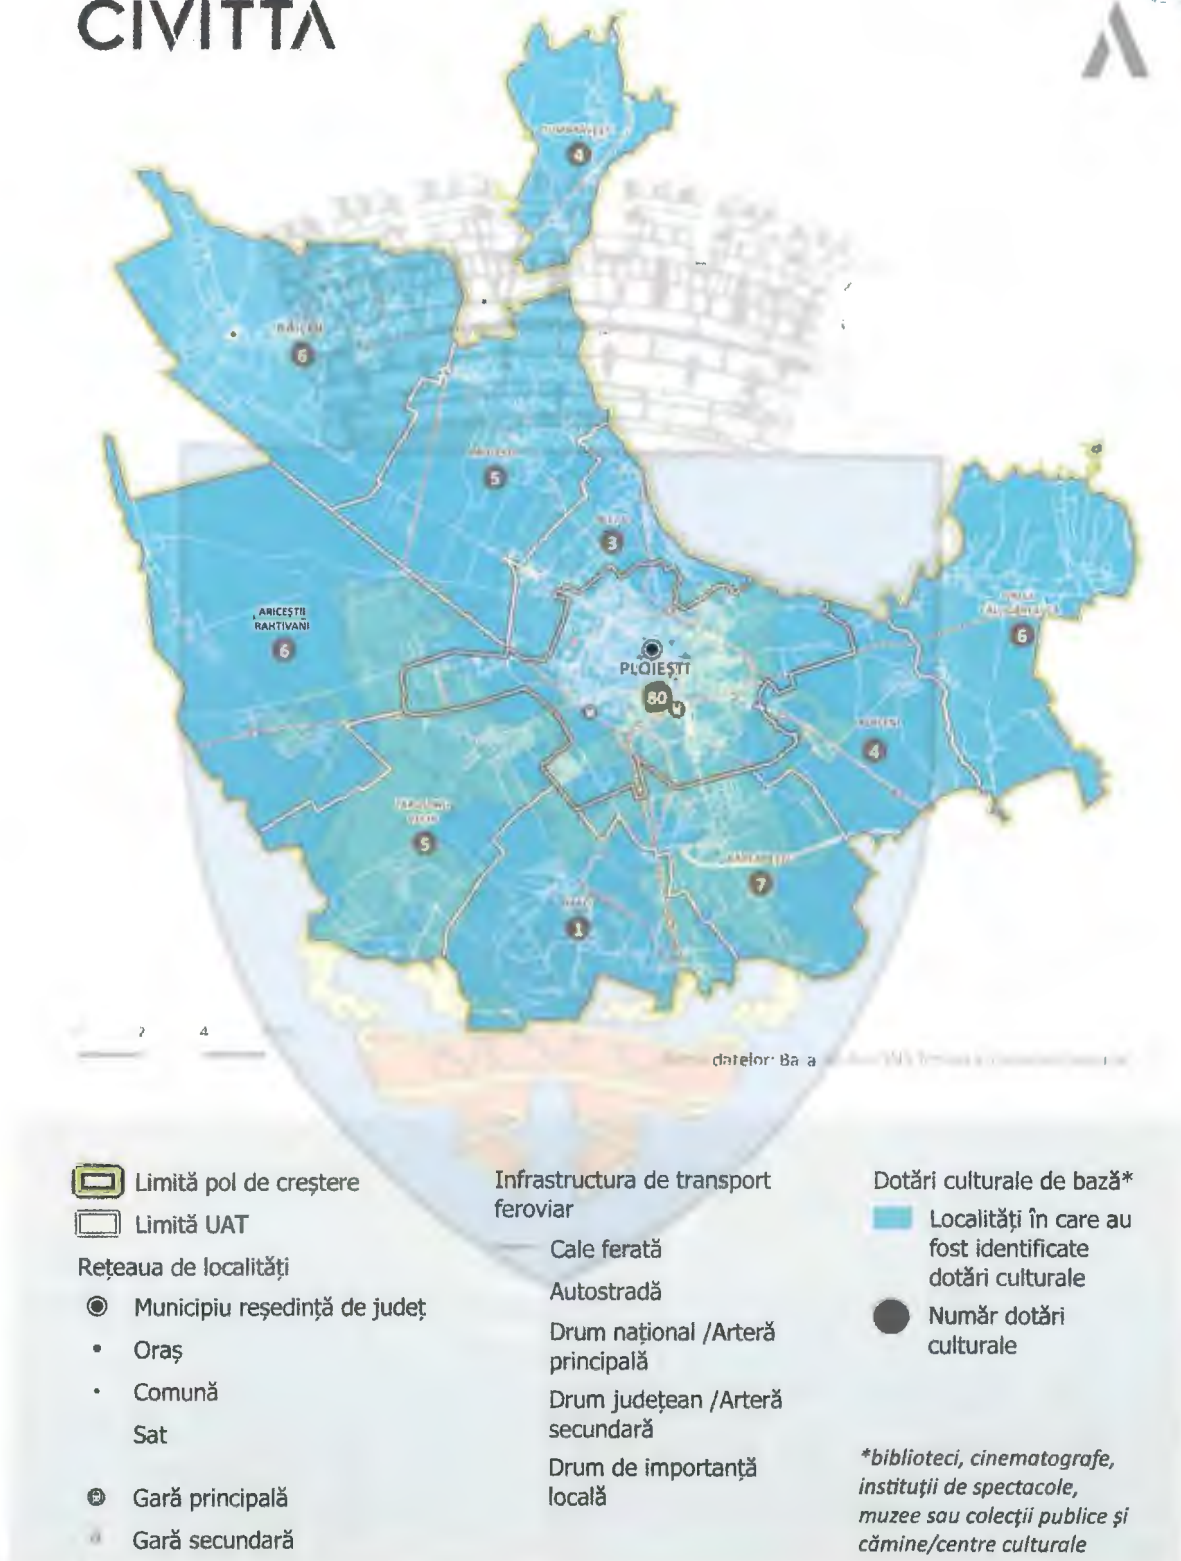 CIVITTA
4
6
5
3
ARICEȘTII
RAHTIVANI
6
6
PLOIEȘTI
80
4
5
7
1
2
4
datelor: Ba a
Limită pol de creștere
Limită UAT
Rețeaua de localități
Municipiu reședință de județ
Oraș
Comună
Sat
Gară principală
Gară secundară
Infrastructura de transport
feroviar
Cale ferată
Autostradă
Drum național /Arteră
principală
Drum județean /Arteră
secundară
Drum de importanță
locală
Dotări culturale de bază*
Localități în care au
fost identificate
dotări culturale
Număr dotări
culturale
*biblioteci, cinematografe,
instituții de spectacole,
muzee sau colecții publice și
cămine/centre culturale